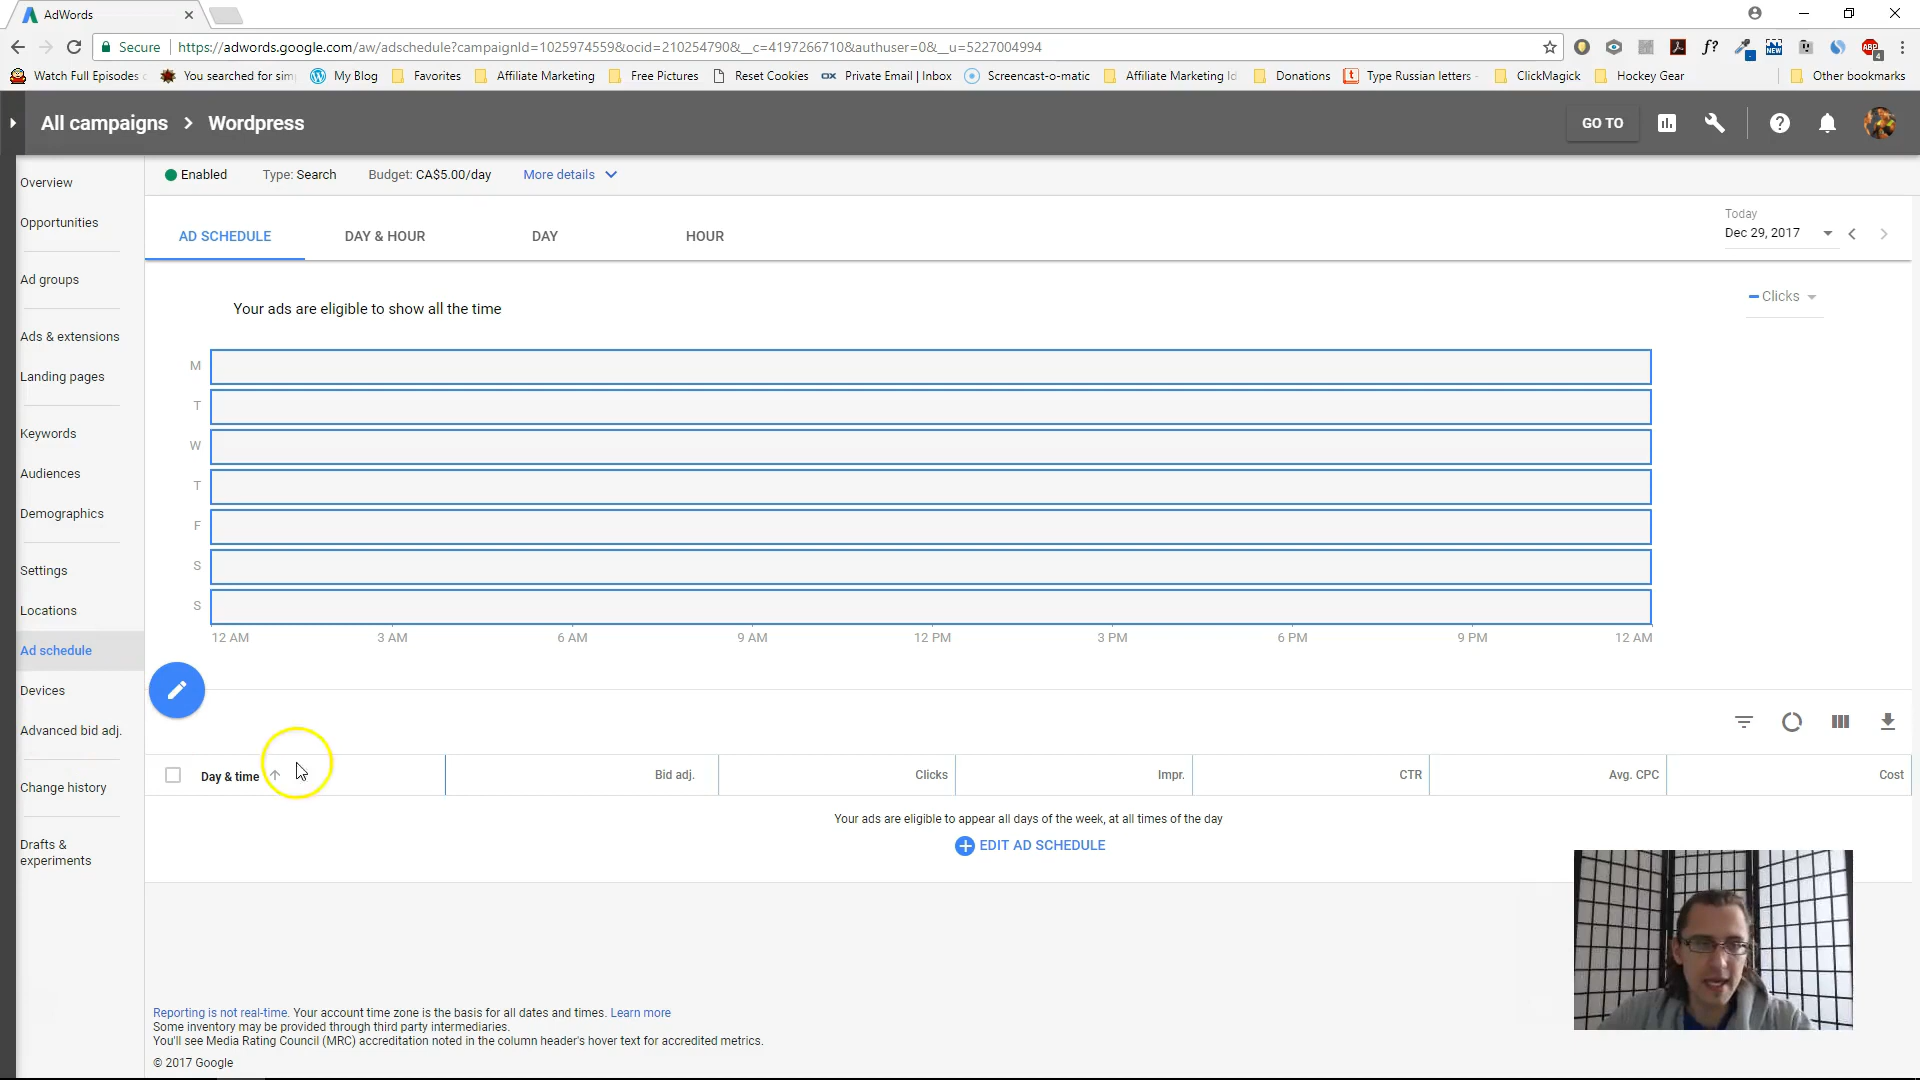 AdWords
Secure https://adwords.google.com/aw/adschedule?campaignId=1025974559&ocid=210254790&__c=4197266710&authuser=0&__u=5227004994
Watch Full Episodes You searched for sim My Blog Favorites Affiliate Marketing Free Pictures Reset Cookies Private Email | Inbox Screencast-o-matic Affiliate Marketing Id Donations Type Russian letters - ClickMagick Hockey Gear Other bookmarks
All campaigns > Wordpress GO TO
Enabled Type: Search Budget: CA$5.00/day More details
Overview
Opportunities
Ad groups
Ads & extensions
Landing pages
Keywords
Audiences
Demographics
Settings
Locations
Ad schedule
Devices
Advanced bid adj.
Change history
Drafts &
experiments
AD SCHEDULE DAY & HOUR DAY HOUR
Today
Dec 29, 2017
Your ads are eligible to show all the time
Clicks
M
T
W
T
F
S
S
12 AM 3 AM 6 AM 9 AM 12 PM 3 PM 6 PM 9 PM 12 AM
Day & time Bid adj. Clicks Impr. CTR Avg. CPC Cost
Your ads are eligible to appear all days of the week, at all times of the day
EDIT AD SCHEDULE
Reporting is not real-time. Your account time zone is the basis for all dates and times. Learn more
Some inventory may be provided through third party intermediaries.
You'll see Media Rating Council (MRC) accreditation noted in the column header's hover text for accredited metrics.
© 2017 Google